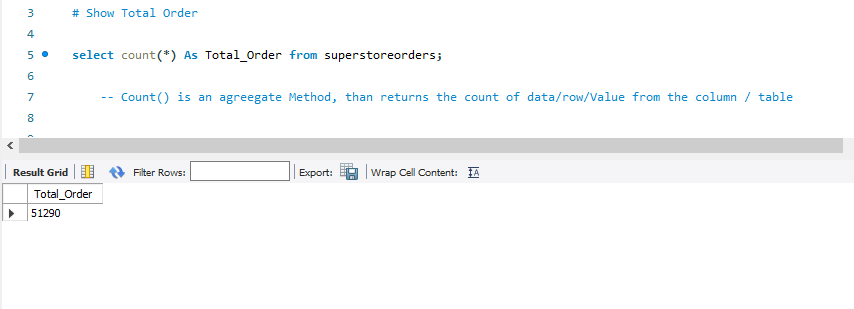 3 # Show Total Order
4
5 select count(*) As Total_Order from superstoreorders;
6
7 -- Count() is an agreegate Method, than returns the count of data/row/Value from the column / table
8
Result Grid Filter Rows: Export: Wrap Cell Content: IA
Total_Order
51290